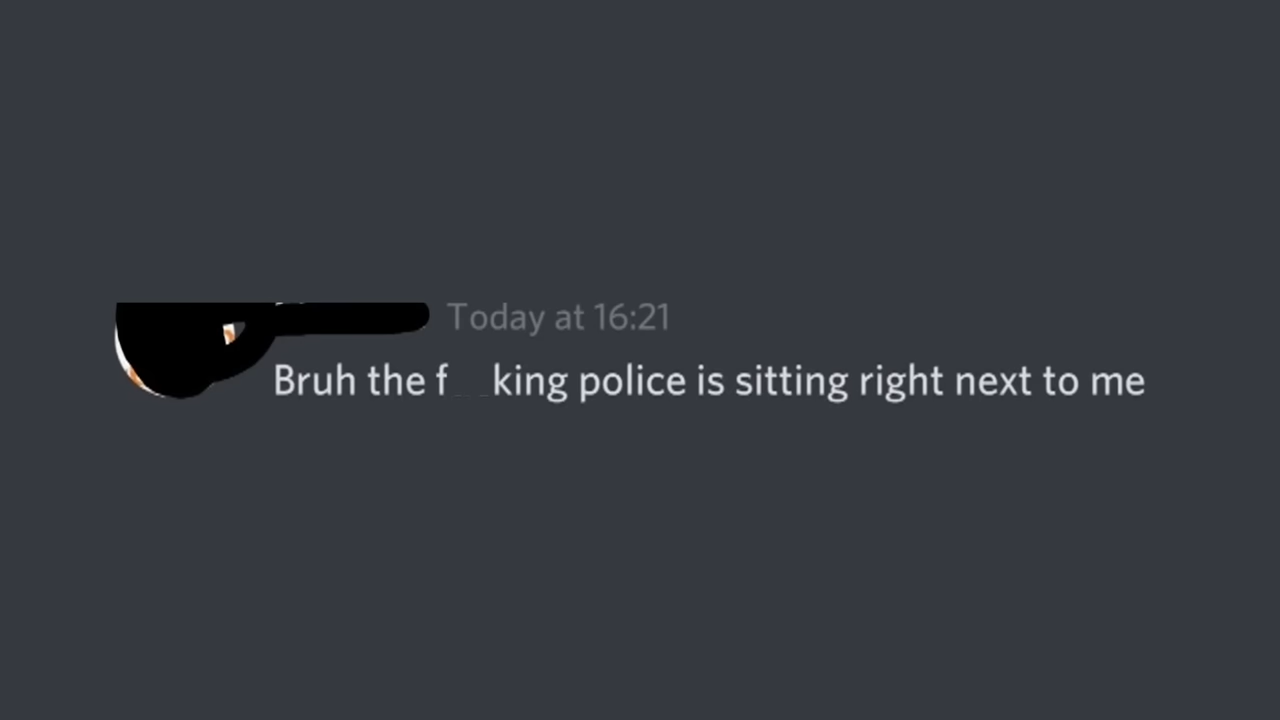 Today at 16:21
Bruh the f king police is sitting right next to me